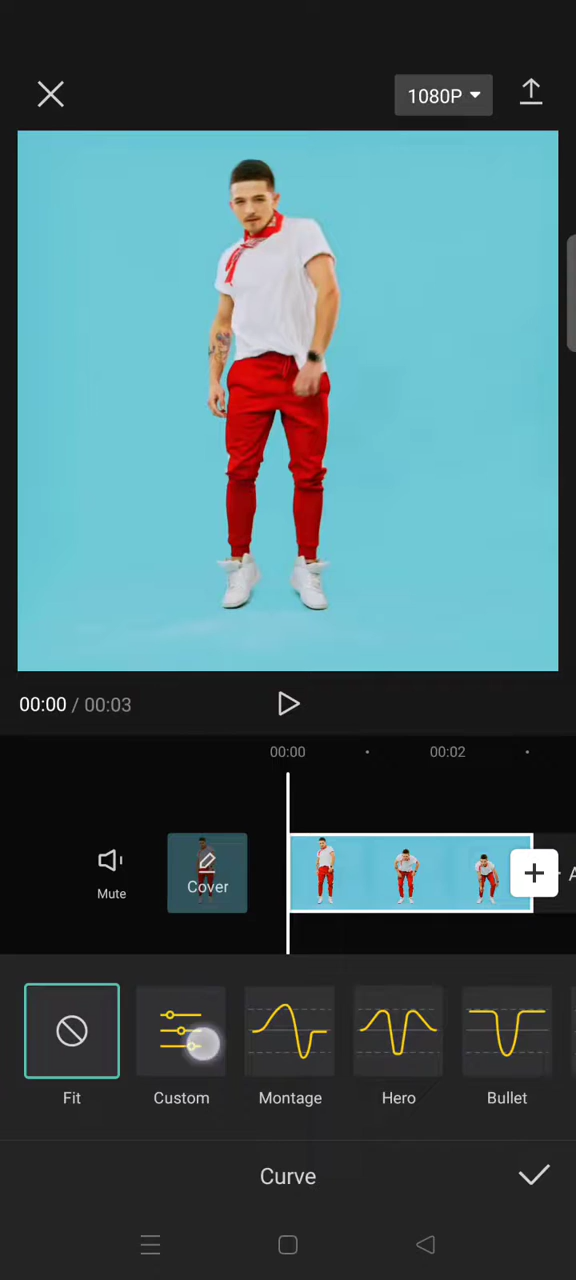 1080P
00:00 / 00:03
00:00
00:02
Mute
Cover
A
Fit
Custom
Montage
Hero
Bullet
Curve